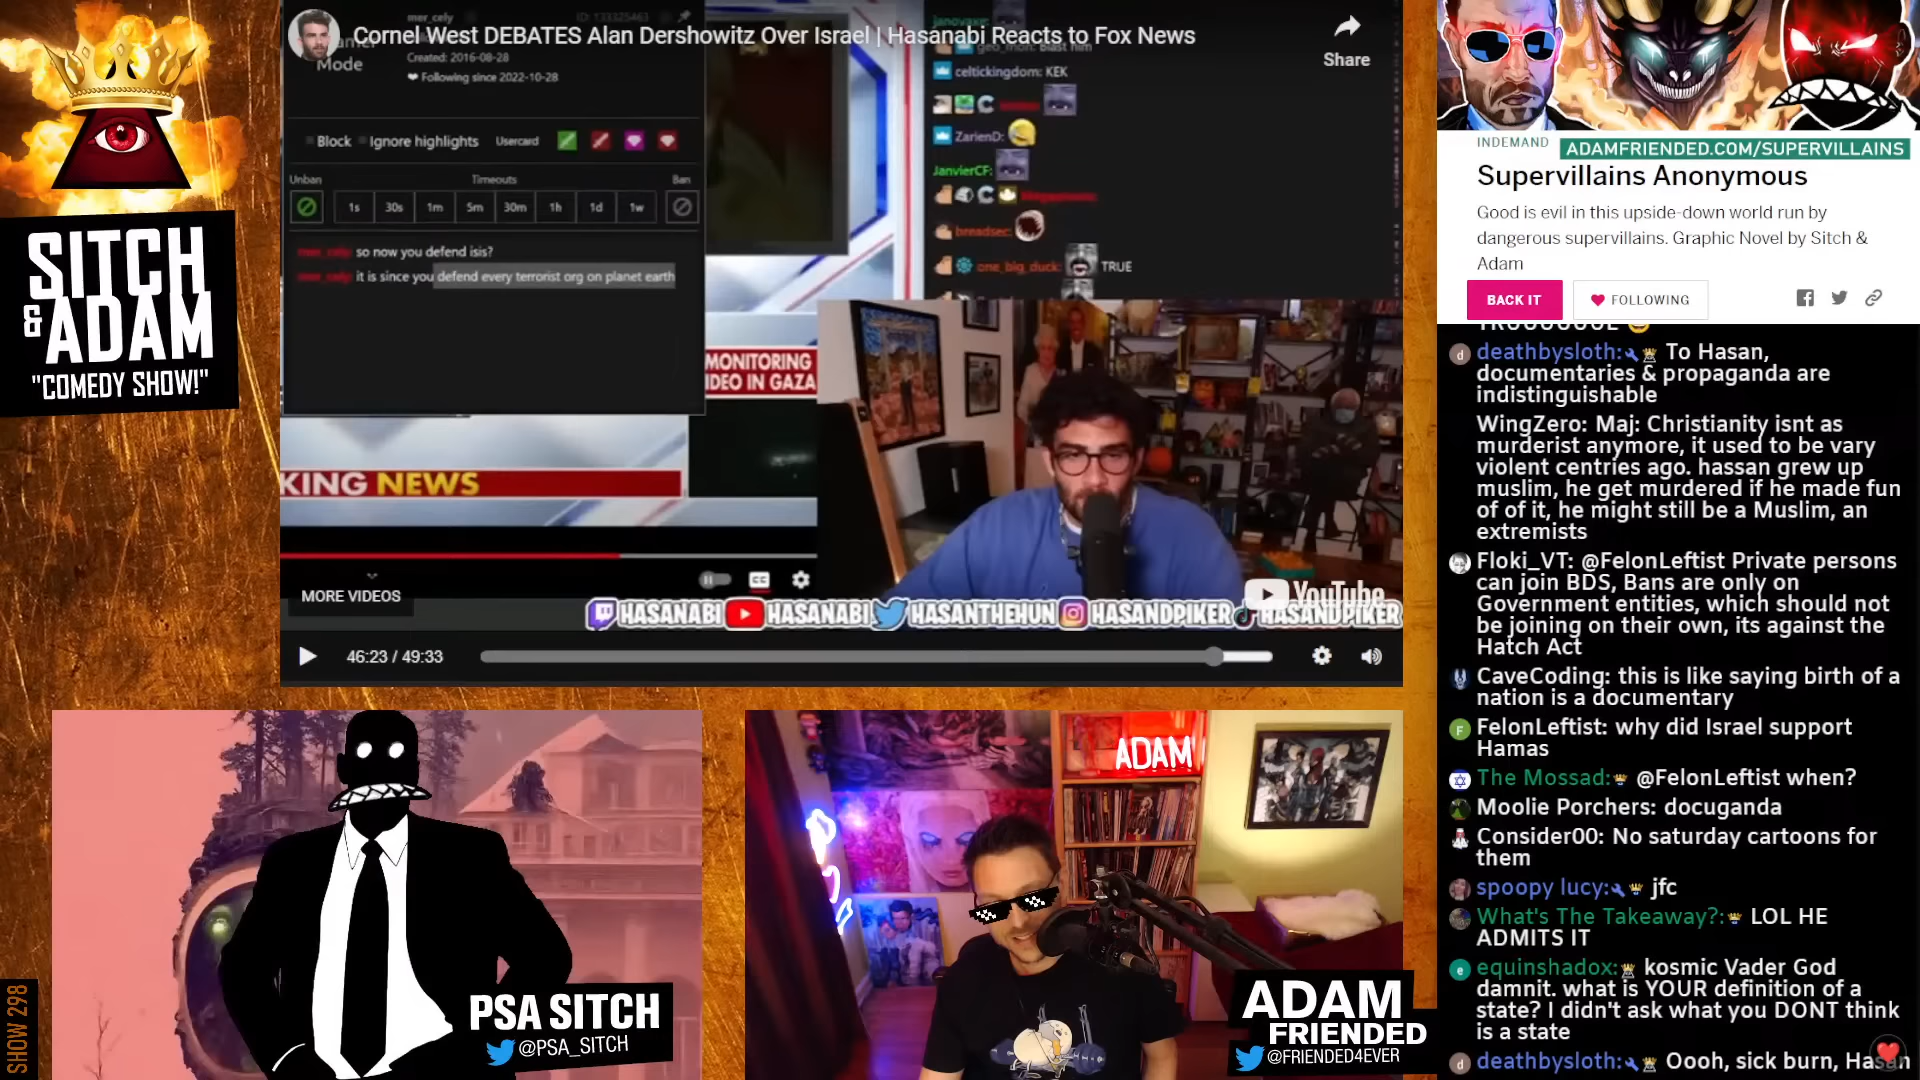 SITCH
& ADAM
"COMEDY SHOW!"
SHOW 298
mer_cely
ID: 133325463
Cornel West DEBATES Alan Dershowitz Over Israel | Hasanabi Reacts to Fox News
Mode
Created: 2016-08-28
Following since 2022-10-28
Share
Block
Ignore highlights
Usercard
Unban
Timeouts
Ban
1s
30s
1m
5m
30m
1h
1d
1w
mer_cely so now you defend isis?
mer_cely it is since you defend every terrorist org on planet earth
celtickingdom: KEK
ZarienD:
JanvierCF:
breadsec:
one_big_duck: TRUE
MONITORING
IDEO IN GAZA
KING NEWS
CC
MORE VIDEOS
YouTube
HASANABI
HASANABI
HASANTHEHUN
HASANDPIKER
HASANDPIKER
46:23 / 49:33
PSA SITCH
@PSA_SITCH
ADAM
ADAM
FRIENDED
@FRIENDED4EVER
INDEMAND
ADAMFRIENDED.COM/SUPERVILLAINS
Supervillains Anonymous
Good is evil in this upside-down world run by
dangerous supervillains. Graphic Novel by Sitch &
Adam
BACK IT
FOLLOWING
deathbysloth: To Hasan,
documentaries & propaganda are
indistinguishable
WingZero: Maj: Christianity isnt as
murderist anymore, it used to be vary
violent centries ago. hassan grew up
muslim, he get murdered if he made fun
of of it, he might still be a Muslim, an
extremists
Floki_VT: @FelonLeftist Private persons
can join BDS, Bans are only on
Government entities, which should not
be joining on their own, its against the
Hatch Act
CaveCoding: this is like saying birth of a
nation is a documentary
FelonLeftist: why did Israel support
Hamas
The Mossad: @FelonLeftist when?
Moolie Porchers: docuganda
Consider00: No saturday cartoons for
them
spoopy lucy: jfc
What's The Takeaway?: LOL HE
ADMITS IT
equinshadox: kosmic Vader God
damnit. what is YOUR definition of a
state? I didn't ask what you DONT think
is a state
deathbysloth: Oooh, sick burn, Hasan